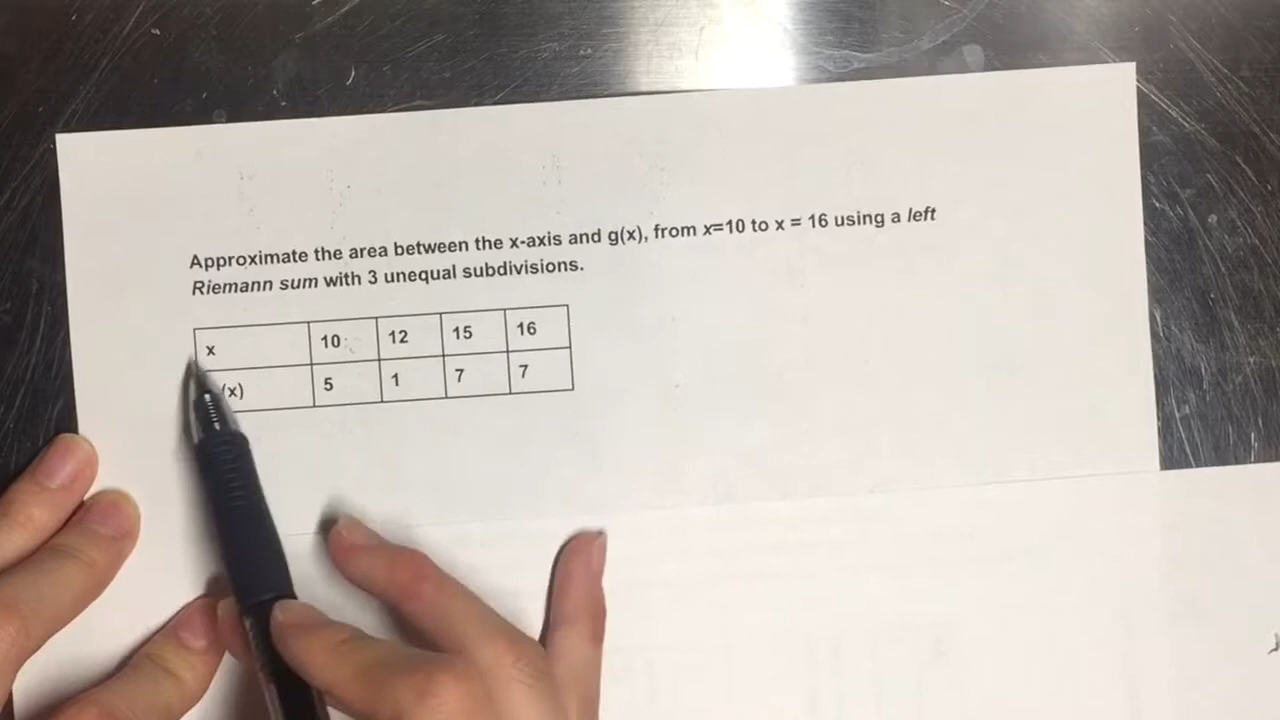 Approximate the area between the x-axis and g(x), from x=10 to x = 16 using a left
Riemann sum with 3 unequal subdivisions.
x 10 12 15 16
(x) 5 1 7 7